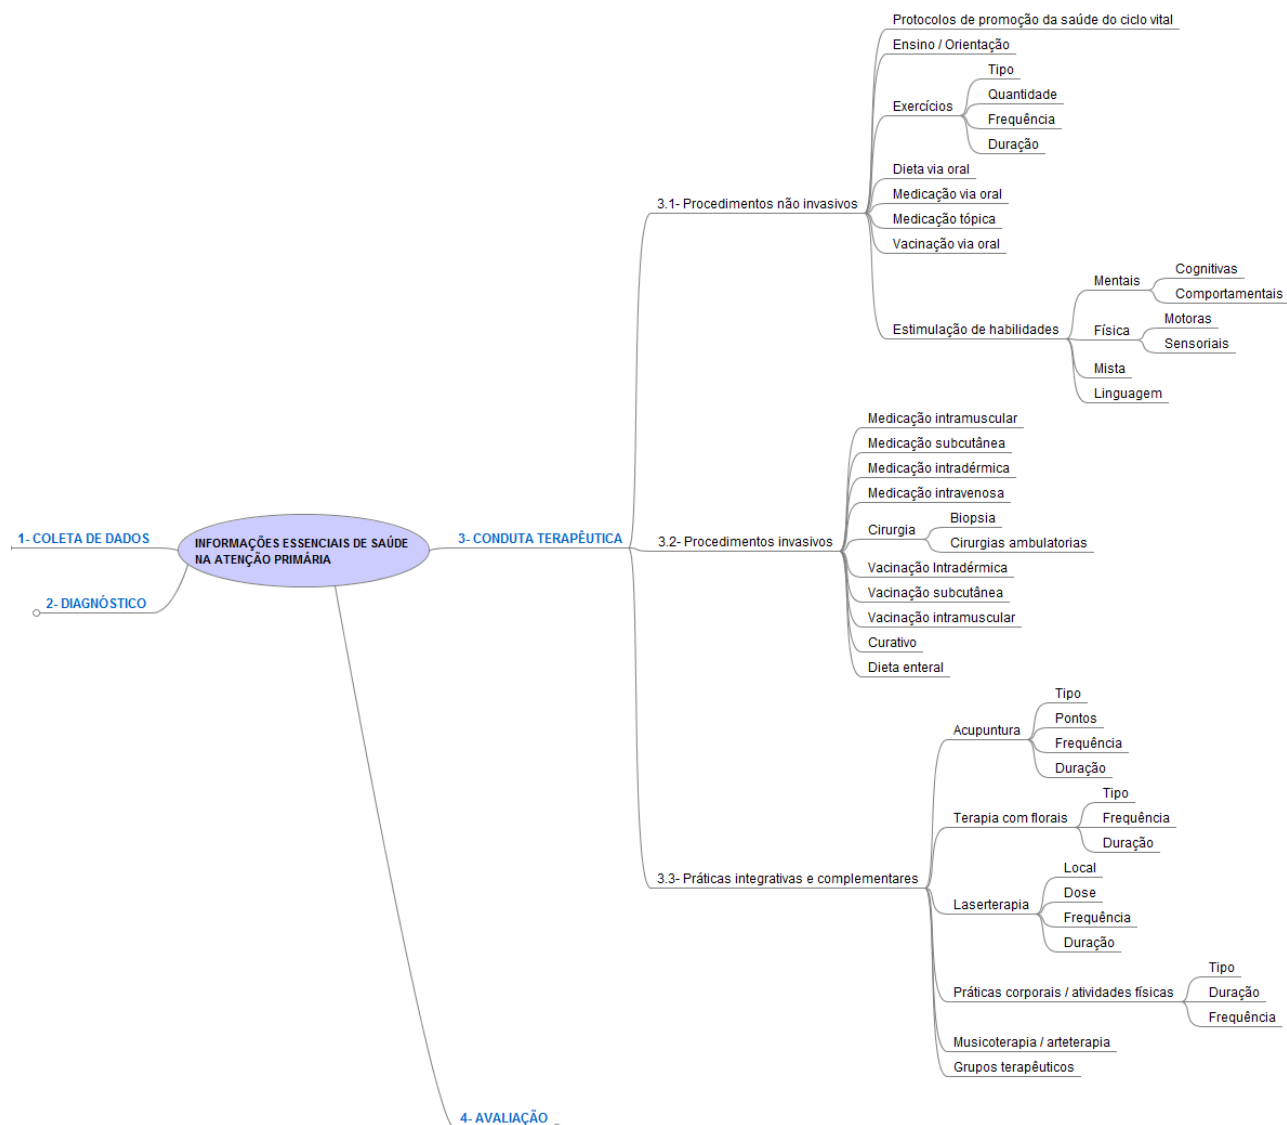 INFORMAÇÕES ESSENCIAIS DE SAÚDE
NA ATENÇÃO PRIMÁRIA
1- COLETA DE DADOS
2- DIAGNÓSTICO
3- CONDUTA TERAPÊUTICA
3.1- Procedimentos não invasivos
Protocolos de promoção da saúde do ciclo vital
Ensino / Orientação
Exercícios
Tipo
Quantidade
Frequência
Duração
Dieta via oral
Medicação via oral
Medicação tópica
Vacinação via oral
Estimulação de habilidades
Mentais
Cognitivas
Comportamentais
Física
Motoras
Sensoriais
Mista
Linguagem
3.2- Procedimentos invasivos
Medicação intramuscular
Medicação subcutânea
Medicação intradérmica
Medicação intravenosa
Cirurgia
Biopsia
Cirurgias ambulatorias
Vacinação Intradérmica
Vacinação subcutânea
Vacinação intramuscular
Curativo
Dieta enteral
3.3- Práticas integrativas e complementares
Acupuntura
Tipo
Pontos
Frequência
Duração
Terapia com florais
Tipo
Frequência
Duração
Laserterapia
Local
Dose
Frequência
Duração
Práticas corporais / atividades físicas
Tipo
Duração
Frequência
Musicoterapia / arteterapia
Grupos terapêuticos
4- AVALIAÇÃO